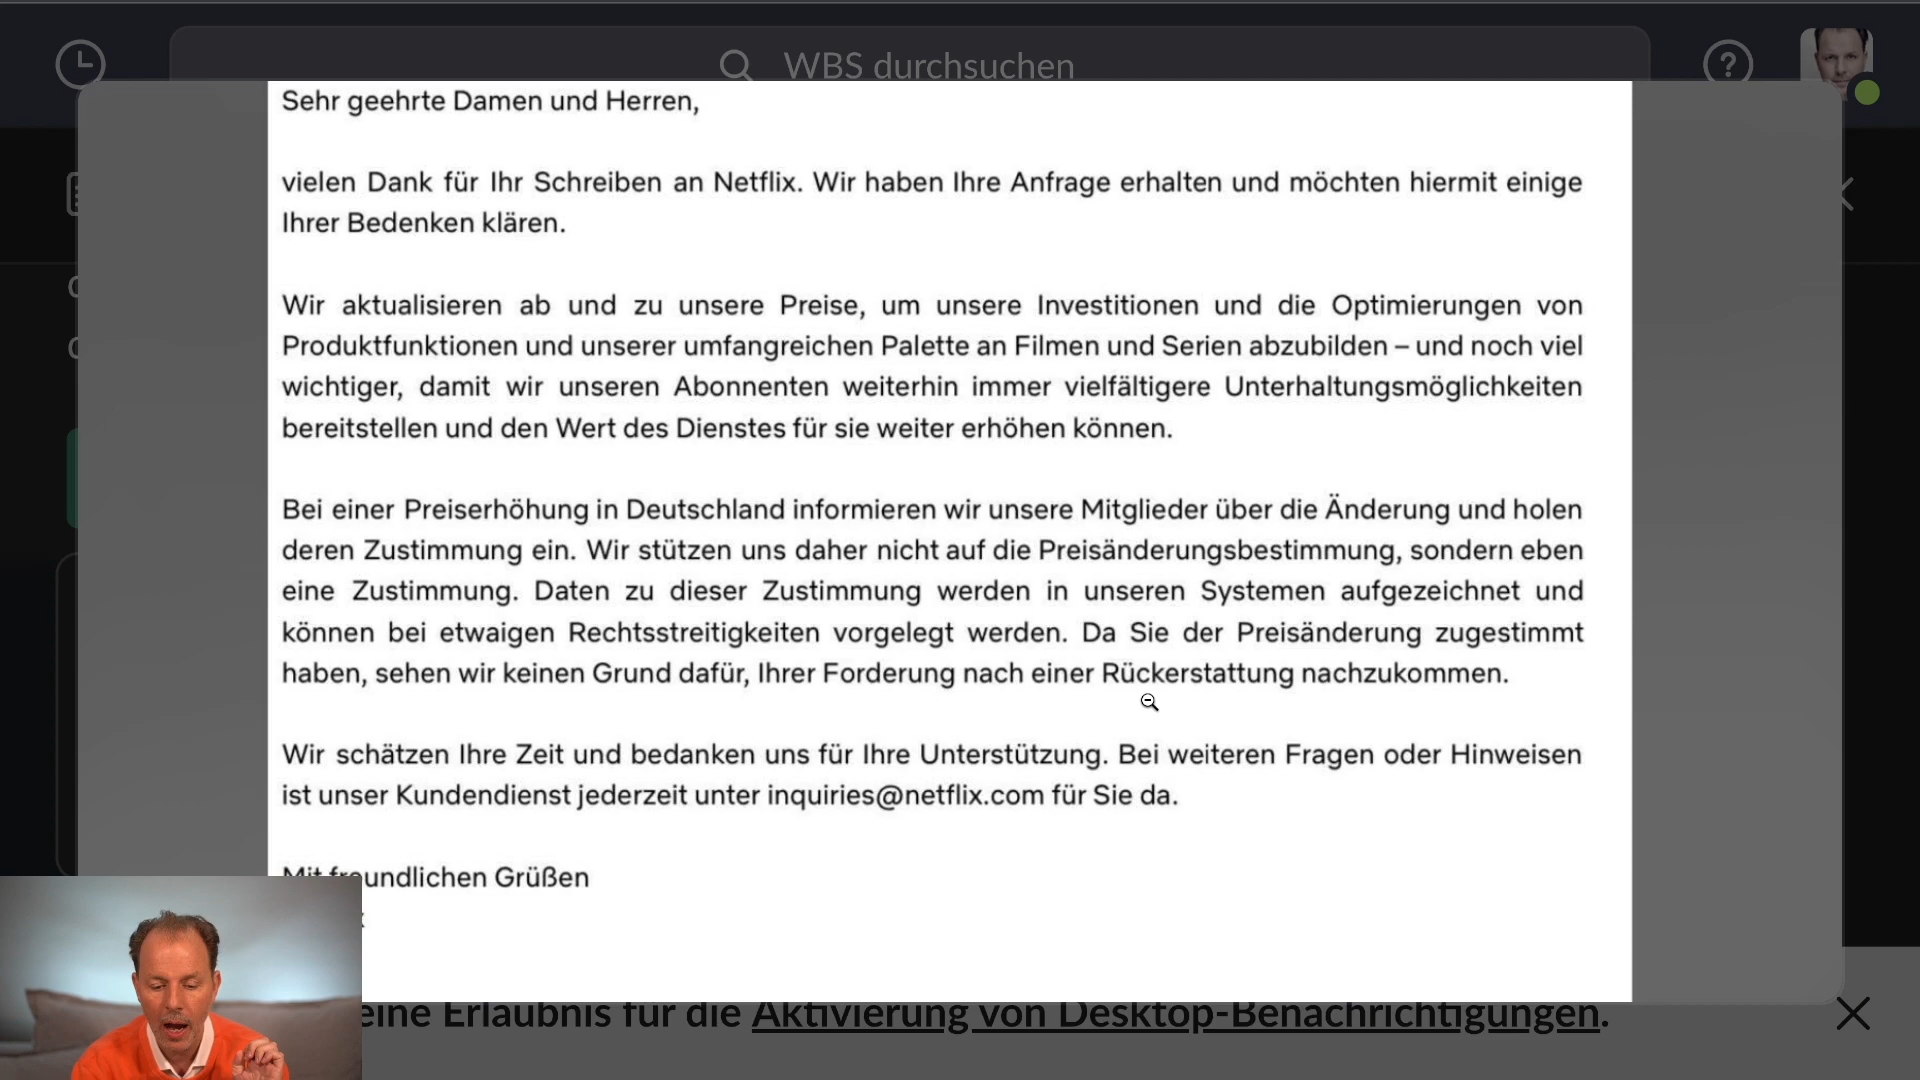 WBS durchsuchen
Sehr geehrte Damen und Herren,
vielen Dank für Ihr Schreiben an Netflix. Wir haben Ihre Anfrage erhalten und möchten hiermit einige
Ihrer Bedenken klären.
Wir aktualisieren ab und zu unsere Preise, um unsere Investitionen und die Optimierungen von
Produktfunktionen und unserer umfangreichen Palette an Filmen und Serien abzubilden – und noch viel
wichtiger, damit wir unseren Abonnenten weiterhin immer vielfältigere Unterhaltungsmöglichkeiten
bereitstellen und den Wert des Dienstes für sie weiter erhöhen können.
Bei einer Preiserhöhung in Deutschland informieren wir unsere Mitglieder über die Änderung und holen
deren Zustimmung ein. Wir stützen uns daher nicht auf die Preisänderungsbestimmung, sondern eben
eine Zustimmung. Daten zu dieser Zustimmung werden in unseren Systemen aufgezeichnet und
können bei etwaigen Rechtsstreitigkeiten vorgelegt werden. Da Sie der Preisänderung zugestimmt
haben, sehen wir keinen Grund dafür, Ihrer Forderung nach einer Rückerstattung nachzukommen.
Wir schätzen Ihre Zeit und bedanken uns für Ihre Unterstützung. Bei weiteren Fragen oder Hinweisen
ist unser Kundendienst jederzeit unter inquiries@netflix.com für Sie da.
Mit freundlichen Grüßen
eine Erlaubnis für die Aktivierung von Desktop-Benachrichtigungen.